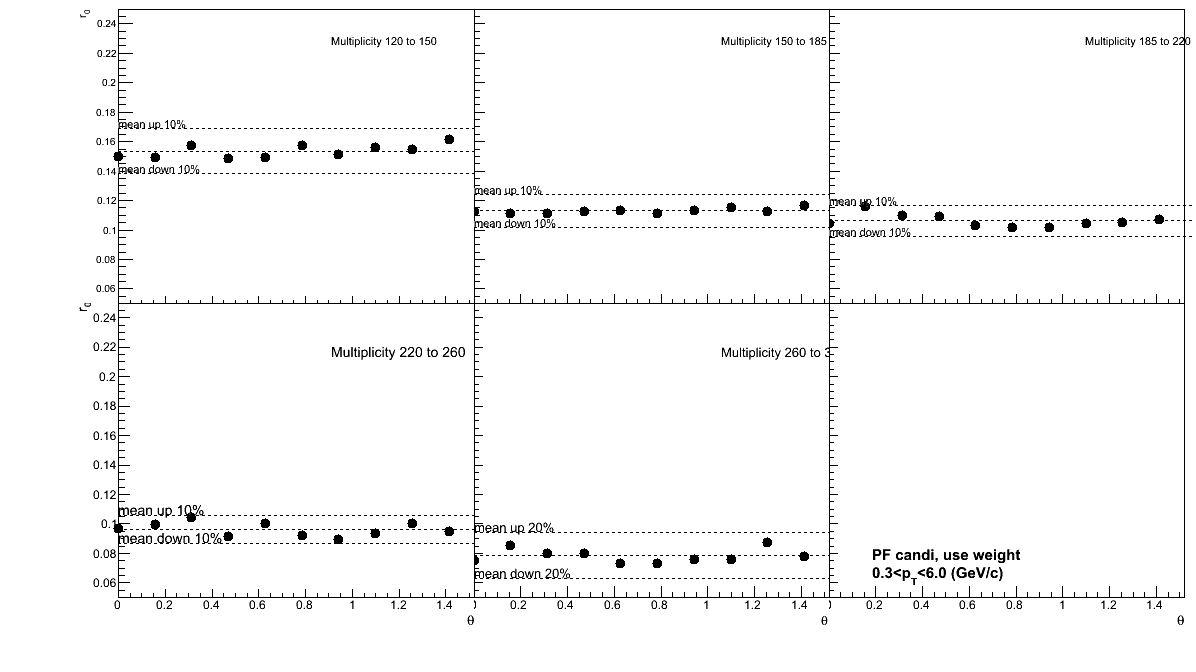 r0
0.24
0.22
0.2
0.18
0.16
0.14
0.12
0.1
0.08
0.06
Multiplicity 120 to 150
mean up 10%
mean down 10%
Multiplicity 150 to 185
mean up 10%
mean down 10%
Multiplicity 185 to 220
mean up 10%
mean down 10%
r0
0.24
0.22
0.2
0.18
0.16
0.14
0.12
0.1
0.08
0.06
Multiplicity 220 to 260
mean up 10%
mean down 10%
0 0.2 0.4 0.6 0.8 1 1.2 1.4
θ
Multiplicity 260 to
mean up 20%
mean down 20%
0.2 0.4 0.6 0.8 1 1.2 1.4
θ
PF candi, use weight
0.3<pT<6.0 (GeV/c)
0.2 0.4 0.6 0.8 1 1.2 1.4
θ